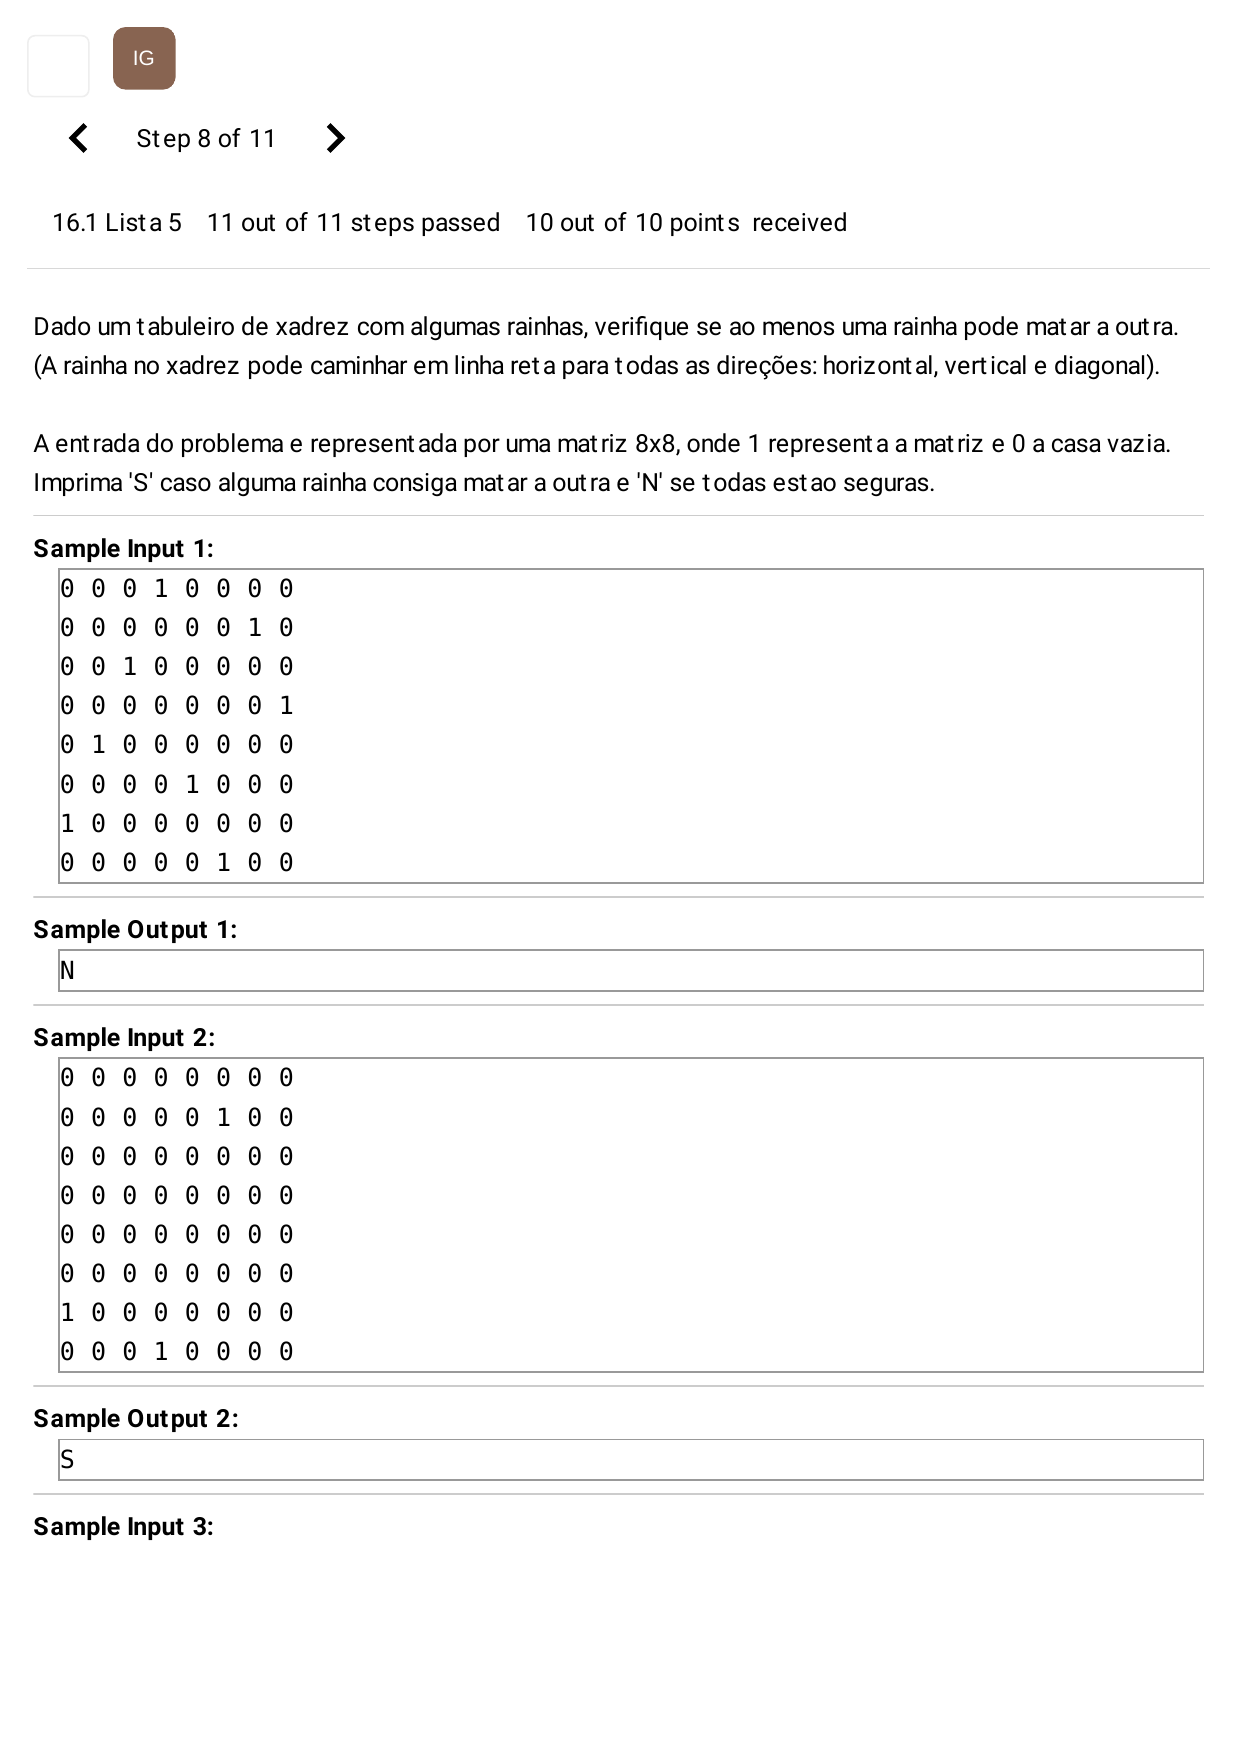 IG
Step 8 of 11
16.1 Lista 5 11 out of 11 steps passed 10 out of 10 points received
Dado um tabuleiro de xadrez com algumas rainhas, verifique se ao menos uma rainha pode matar a outra.
(A rainha no xadrez pode caminhar em linha reta para todas as direções: horizontal, vertical e diagonal).
A entrada do problema e representada por uma matriz 8x8, onde 1 representa a matriz e 0 a casa vazia.
Imprima 'S' caso alguma rainha consiga matar a outra e 'N' se todas estao seguras.
Sample Input 1:
0 0 0 1 0 0 0 0
0 0 0 0 0 0 1 0
0 0 1 0 0 0 0 0
0 0 0 0 0 0 0 1
0 1 0 0 0 0 0 0
0 0 0 0 1 0 0 0
1 0 0 0 0 0 0 0
0 0 0 0 0 1 0 0
Sample Output 1:
N
Sample Input 2:
0 0 0 0 0 0 0 0
0 0 0 0 0 1 0 0
0 0 0 0 0 0 0 0
0 0 0 0 0 0 0 0
0 0 0 0 0 0 0 0
0 0 0 0 0 0 0 0
1 0 0 0 0 0 0 0
0 0 0 1 0 0 0 0
Sample Output 2:
S
Sample Input 3: